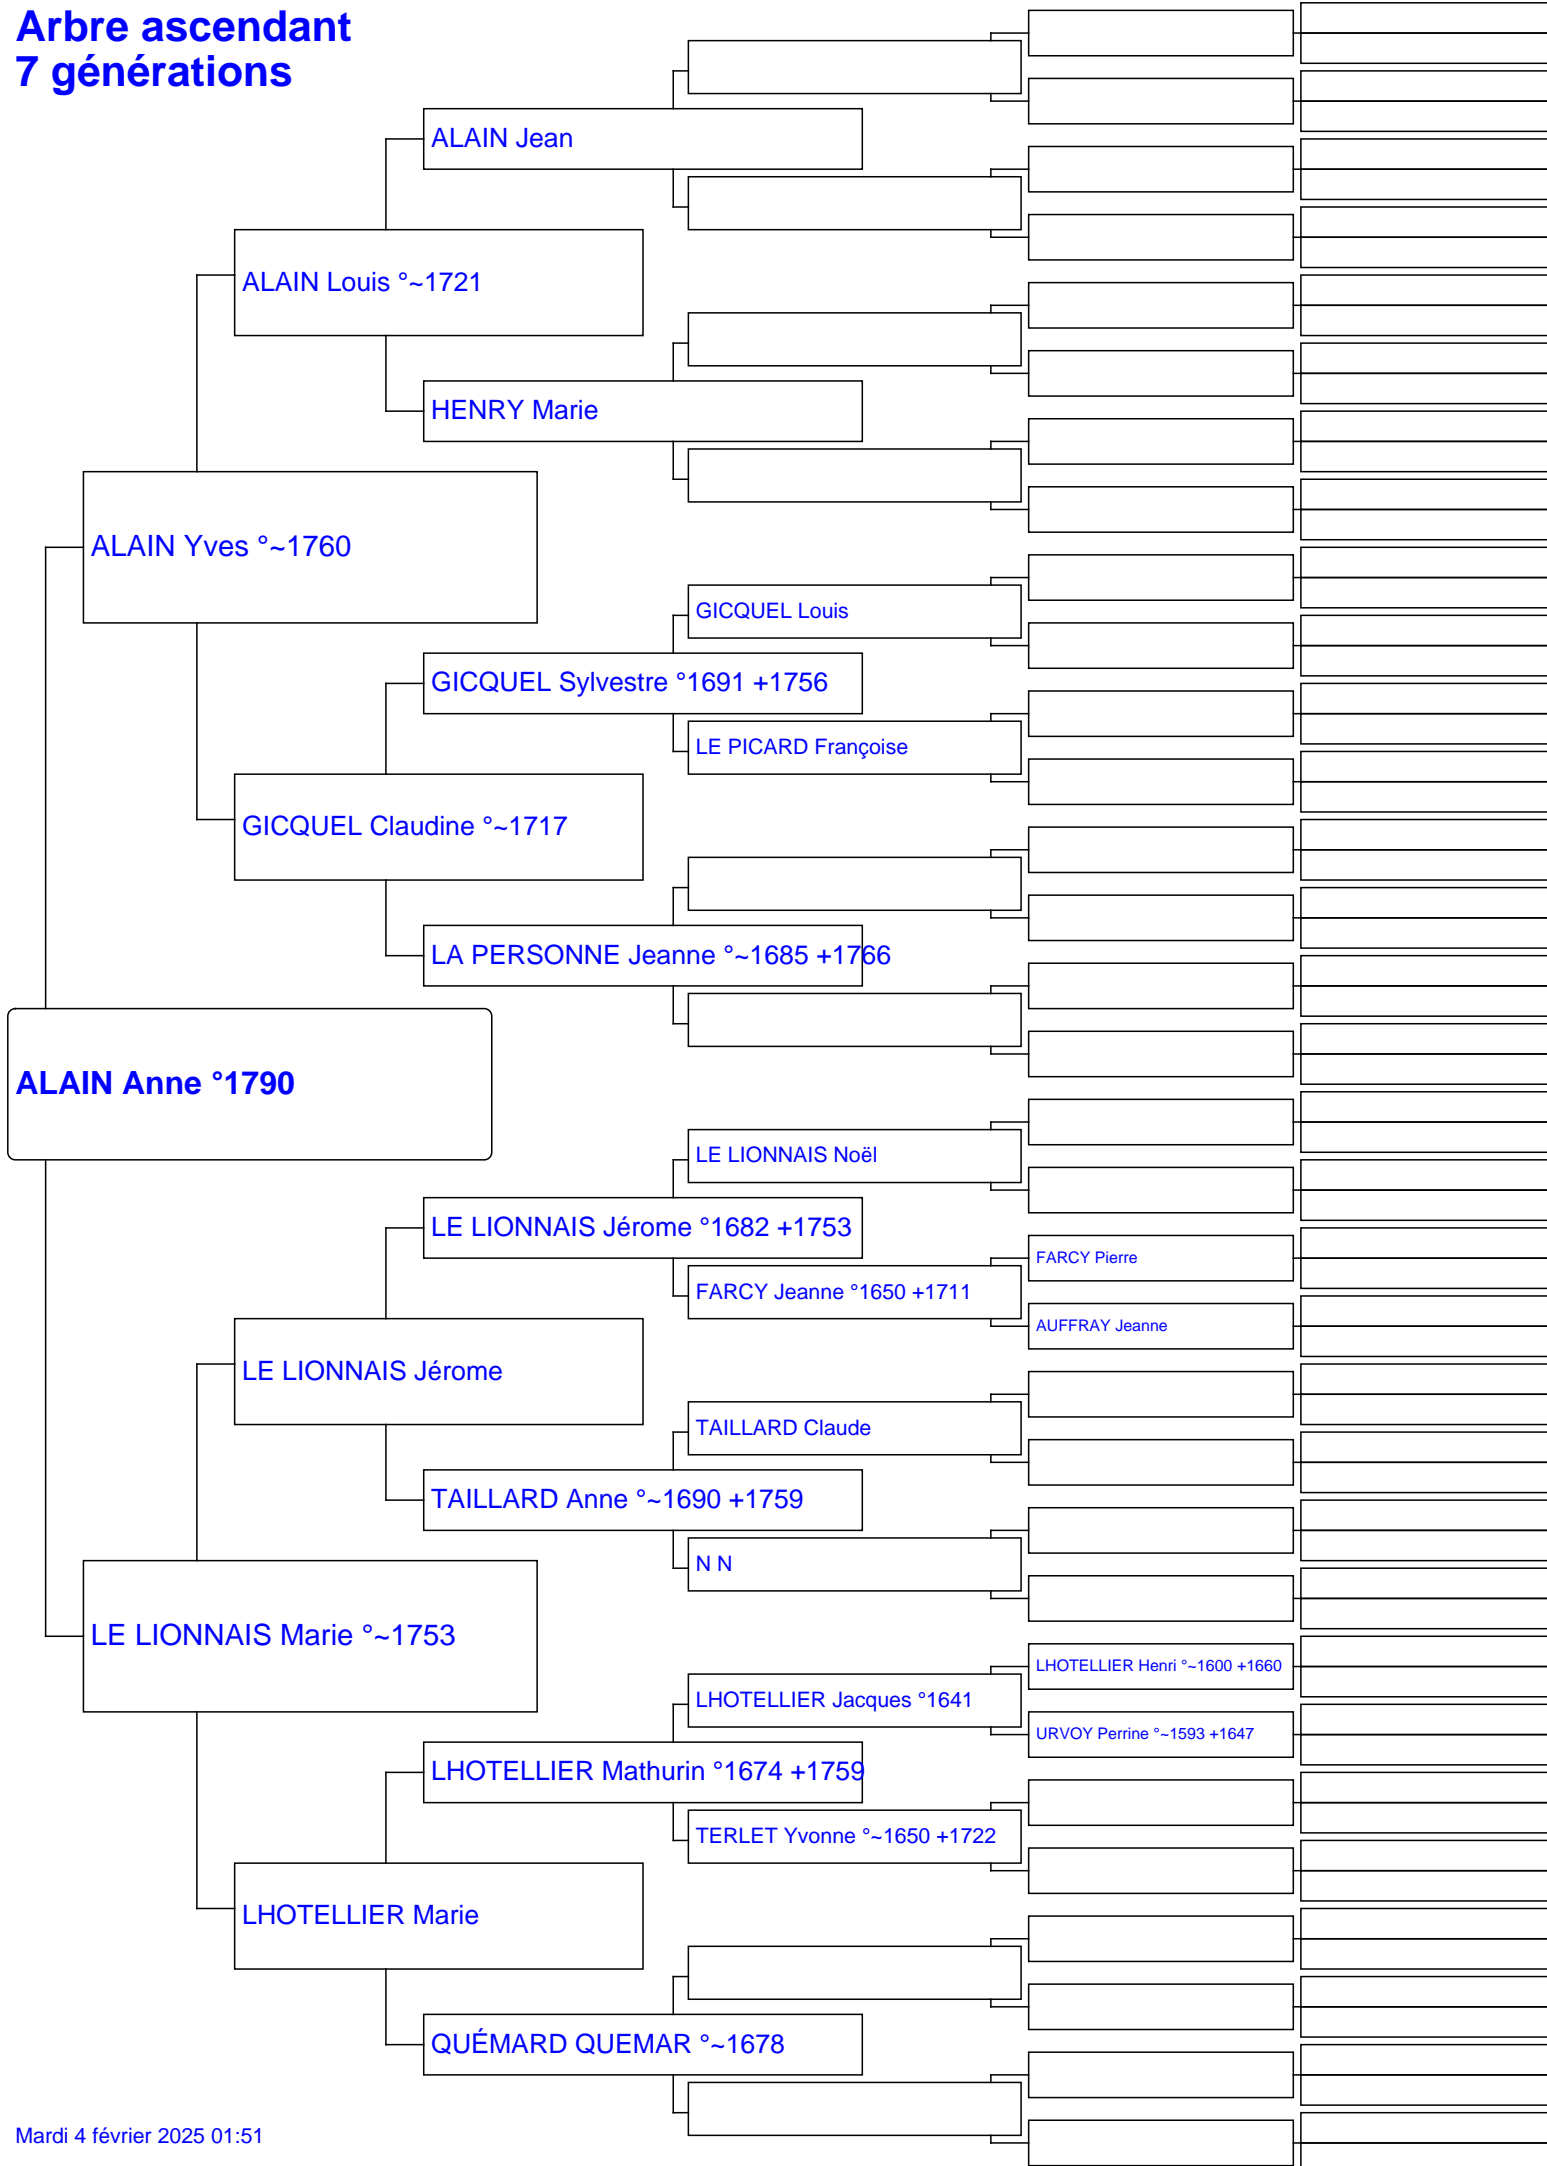 Arbre ascendant
7 générations
ALAIN Jean
ALAIN Louis °~1721
HENRY Marie
ALAIN Yves °~1760
GICQUEL Louis
GICQUEL Sylvestre °1691 +1756
LE PICARD Françoise
GICQUEL Claudine °~1717
LA PERSONNE Jeanne °~1685 +1766
ALAIN Anne °1790
LE LIONNAIS Noël
LE LIONNAIS Jérome °1682 +1753
FARCY Pierre
FARCY Jeanne °1650 +1711
AUFFRAY Jeanne
LE LIONNAIS Jérome
TAILLARD Claude
TAILLARD Anne °~1690 +1759
N N
LE LIONNAIS Marie °~1753
LHOTELLIER Henri °~1600 +1660
LHOTELLIER Jacques °1641
URVOY Perrine °~1593 +1647
LHOTELLIER Mathurin °1674 +1759
TERLET Yvonne °~1650 +1722
LHOTELLIER Marie
QUÉMARD QUEMAR °~1678
Mardi 4 février 2025 01:51